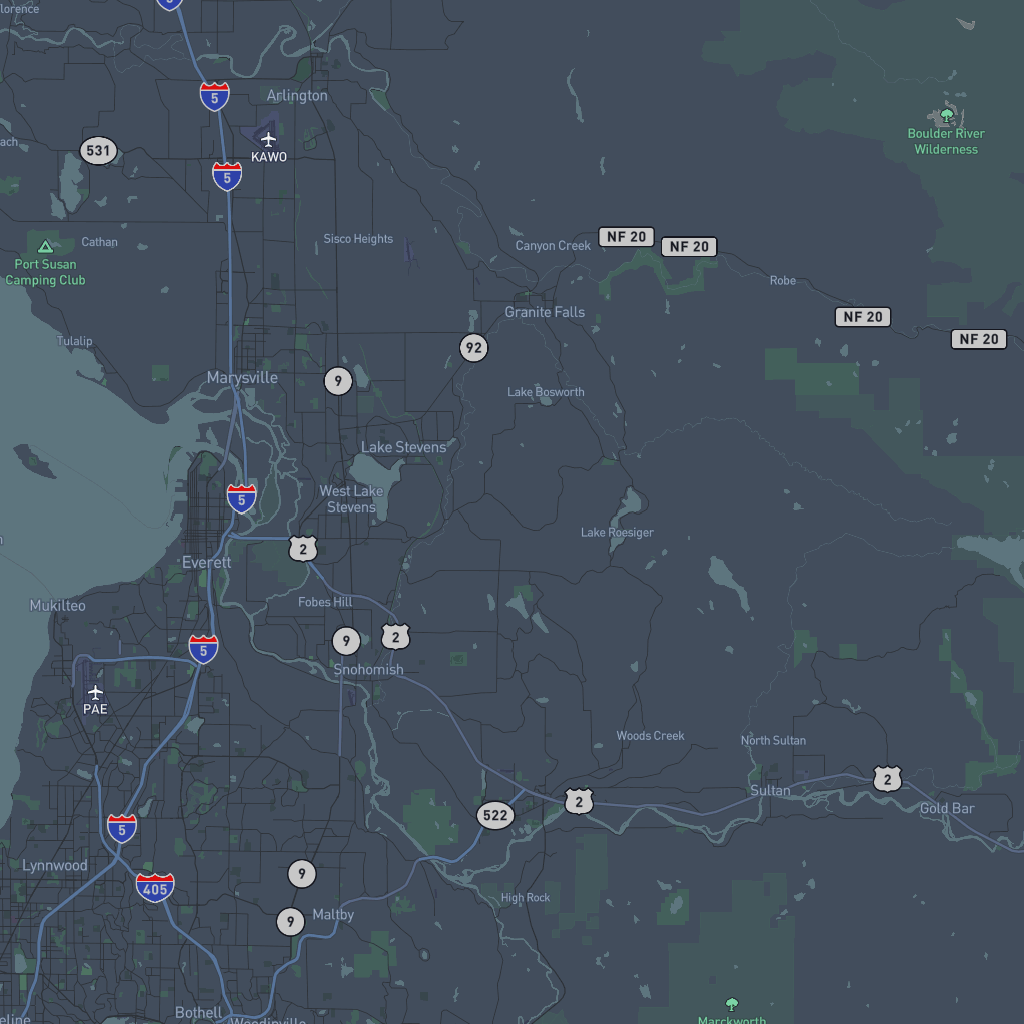 lorence
5
Arlington
5
KAWO
531
5
Boulder River
Wilderness
Cathan
Port Susan
Camping Club
Sisco Heights
Canyon Creek
NF 20
NF 20
Robe
Granite Falls
NF 20
NF 20
Tulalip
92
Marysville
9
Lake Bosworth
Lake Stevens
West Lake
Stevens
5
Lake Roesiger
2
Everett
Mukilteo
Fobes Hill
9
2
5
Snohomish
PAE
Woods Creek
North Sultan
2
Sultan
2
522
Gold Bar
5
Lynnwood
405
9
High Rock
9
Maltby
Bothell
Woodinville
eline
Marckworth